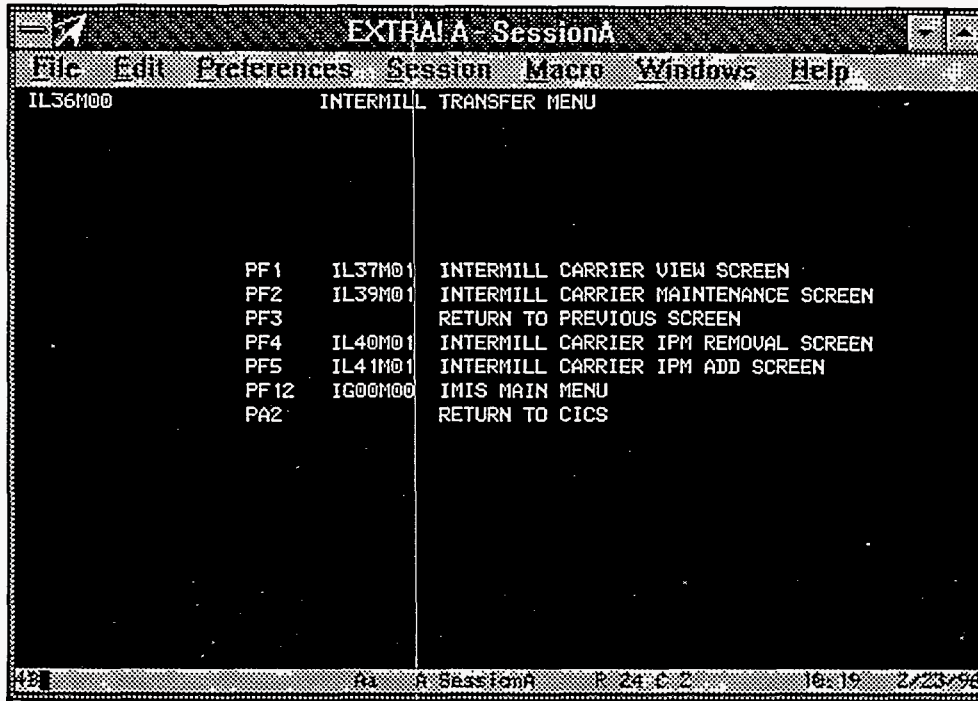 EXTRA! A - SessionA
File Edit Preferences Session Macro Windows Help
IL36M00 INTERMILL TRANSFER MENU
PF1 IL37M01 INTERMILL CARRIER VIEW SCREEN
PF2 IL39M01 INTERMILL CARRIER MAINTENANCE SCREEN
PF3 RETURN TO PREVIOUS SCREEN
PF4 IL40M01 INTERMILL CARRIER IPM REMOVAL SCREEN
PF5 IL41M01 INTERMILL CARRIER IPM ADD SCREEN
PF12 IG00M00 IMIS MAIN MENU
PA2 RETURN TO CICS
Aa A SessionA R 24 C 2 10:19